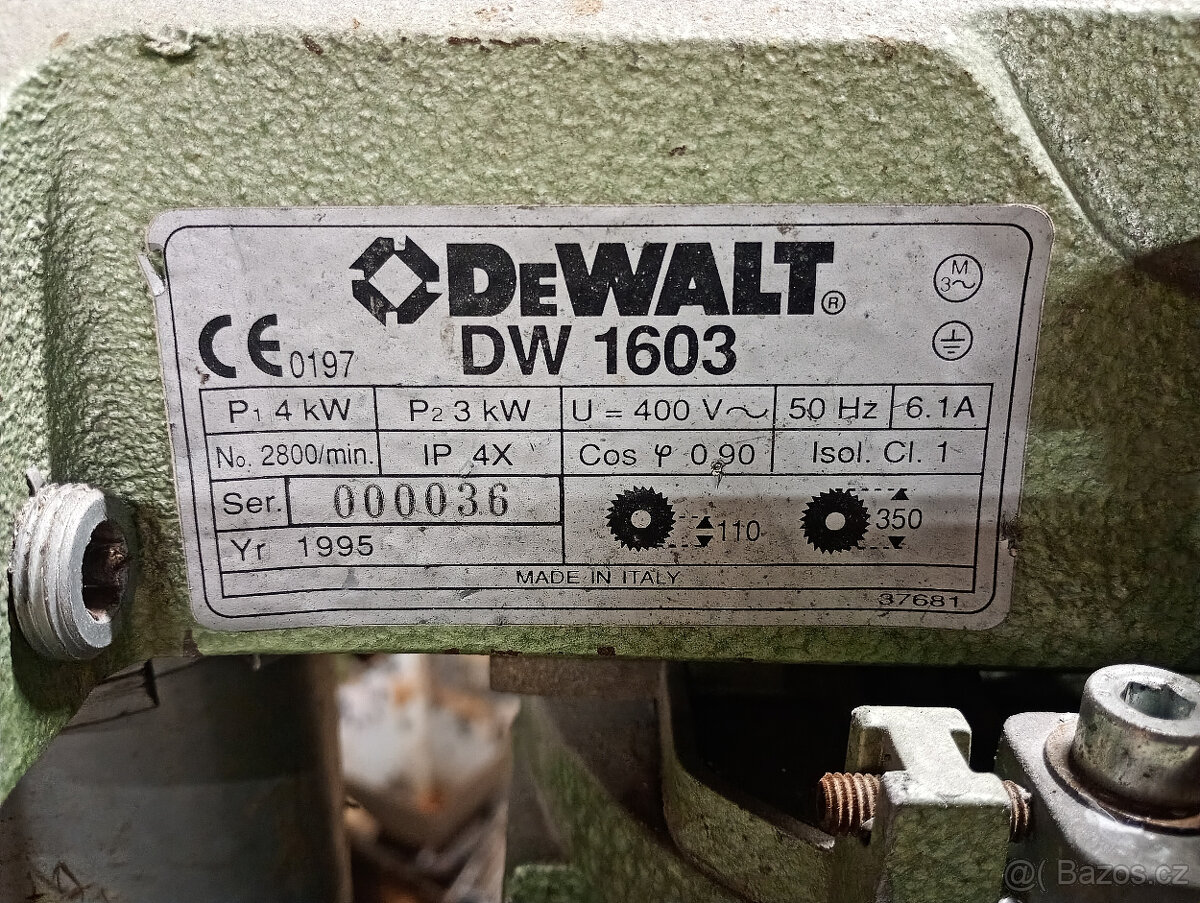 DEWALT®
M
3~
CE 0197
DW 1603
P1 4 kW P2 3 kW U = 400 V~ 50 Hz 6.1A
No. 2800/min. IP 4X Cos φ 0.90 Isol. Cl. 1
Ser. 000036
110
350
Yr 1995
MADE IN ITALY
37681
@( Bazos.cz